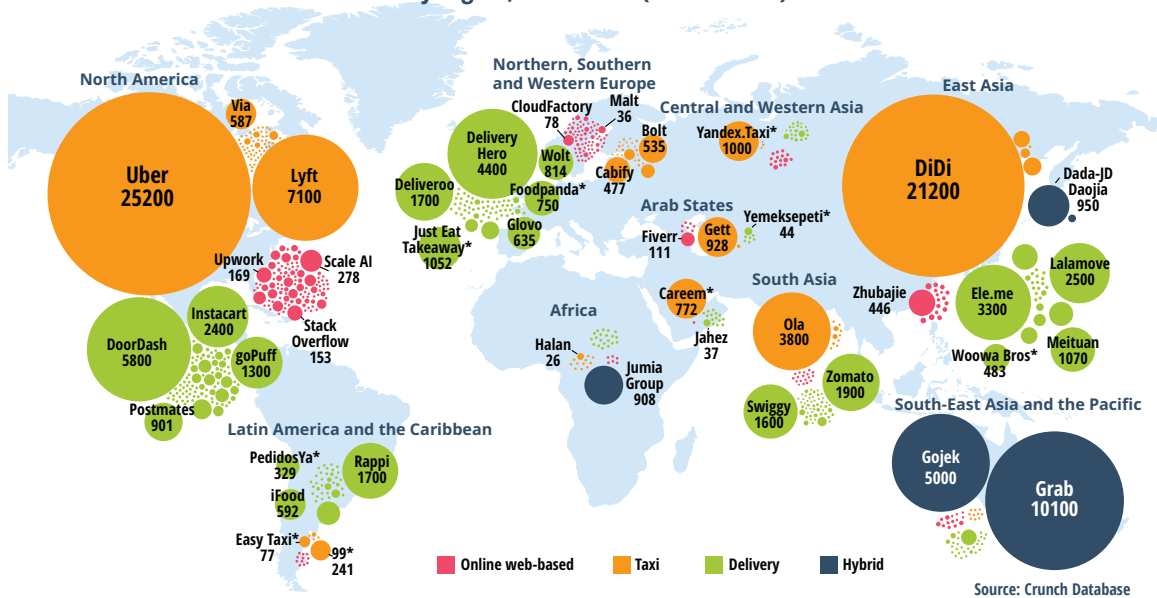 North America
Via
587
Uber
25200
Lyft
7100
Upwork
169
Scale AI
278
Stack
Overflow
153
Instacart
2400
DoorDash
5800
goPuff
1300
Postmates
901
Latin America and the Caribbean
PedidosYa*
329
Rappi
1700
iFood
592
Easy Taxi*
77
99*
241
Northern, Southern
and Western Europe
CloudFactory
78
Malt
36
Delivery
Hero
4400
Wolt
814
Bolt
535
Cabify
477
Deliveroo
1700
Foodpanda*
750
Just Eat
Takeaway*
1052
Glovo
635
Central and Western Asia
Yandex.Taxi*
1000
Arab States
Fiverr
111
Gett
928
Yemeksepeti*
44
Careem*
772
Jahez
37
Africa
Halan
26
Jumia
Group
908
South Asia
Ola
3800
Zomato
1900
Swiggy
1600
East Asia
DiDi
21200
Dada-JD
Daojia
950
Zhubajie
446
Ele.me
3300
Lalamove
2500
Meituan
1070
Woowa Bros*
483
South-East Asia and the Pacific
Gojek
5000
Grab
10100
Online web-based
Taxi
Delivery
Hybrid
Source: Crunch Database